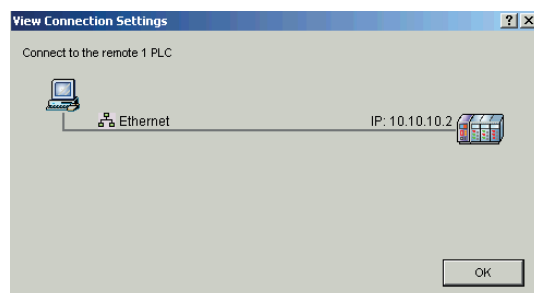 View Connection Settings
Connect to the remote 1 PLC
Ethernet
IP: 10.10.10.2
OK